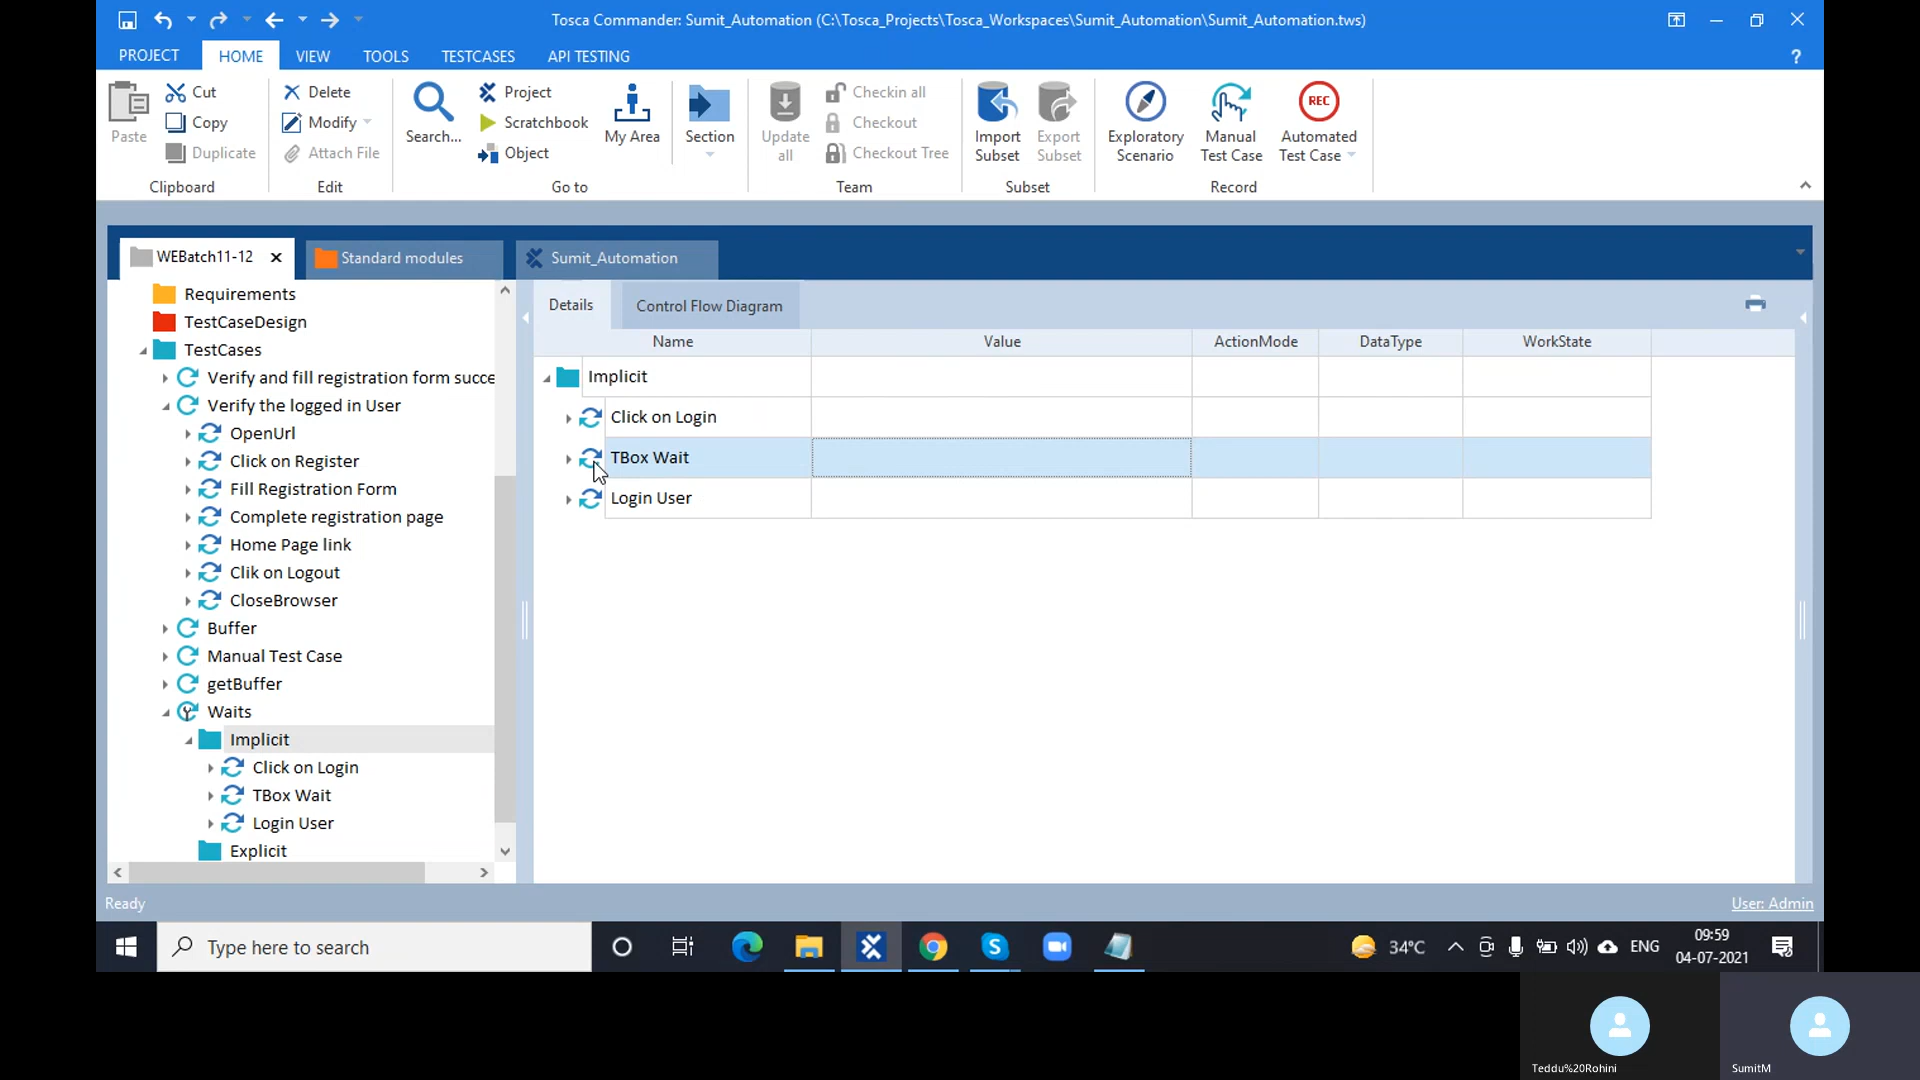 Tosca Commander: Sumit_Automation (C:\Tosca_Projects\Tosca_Workspaces\Sumit_Automation\Sumit_Automation.tws)
PROJECT HOME VIEW TOOLS TESTCASES API TESTING ?
Paste
Cut
Copy
Duplicate
Clipboard
Delete
Modify
Attach File
Edit
Search...
Project
Scratchbook
Object
My Area
Go to
Section
Update all
Checkin all
Checkout
Checkout Tree
Team
Import Subset
Export Subset
Subset
Exploratory Scenario
Manual Test Case
REC
Automated Test Case
Record
WEBatch11-12
Standard modules
Sumit_Automation
Requirements
TestCaseDesign
TestCases
Verify and fill registration form succe
Verify the logged in User
OpenUrl
Click on Register
Fill Registration Form
Complete registration page
Home Page link
Clik on Logout
CloseBrowser
Buffer
Manual Test Case
getBuffer
Waits
Implicit
Click on Login
TBox Wait
Login User
Explicit
Details
Control Flow Diagram
Name Value ActionMode DataType WorkState
Implicit
Click on Login
TBox Wait
Login User
Ready
User: Admin
Type here to search
34°C
ENG
09:59
04-07-2021
Teddu%20Rohini
SumitM